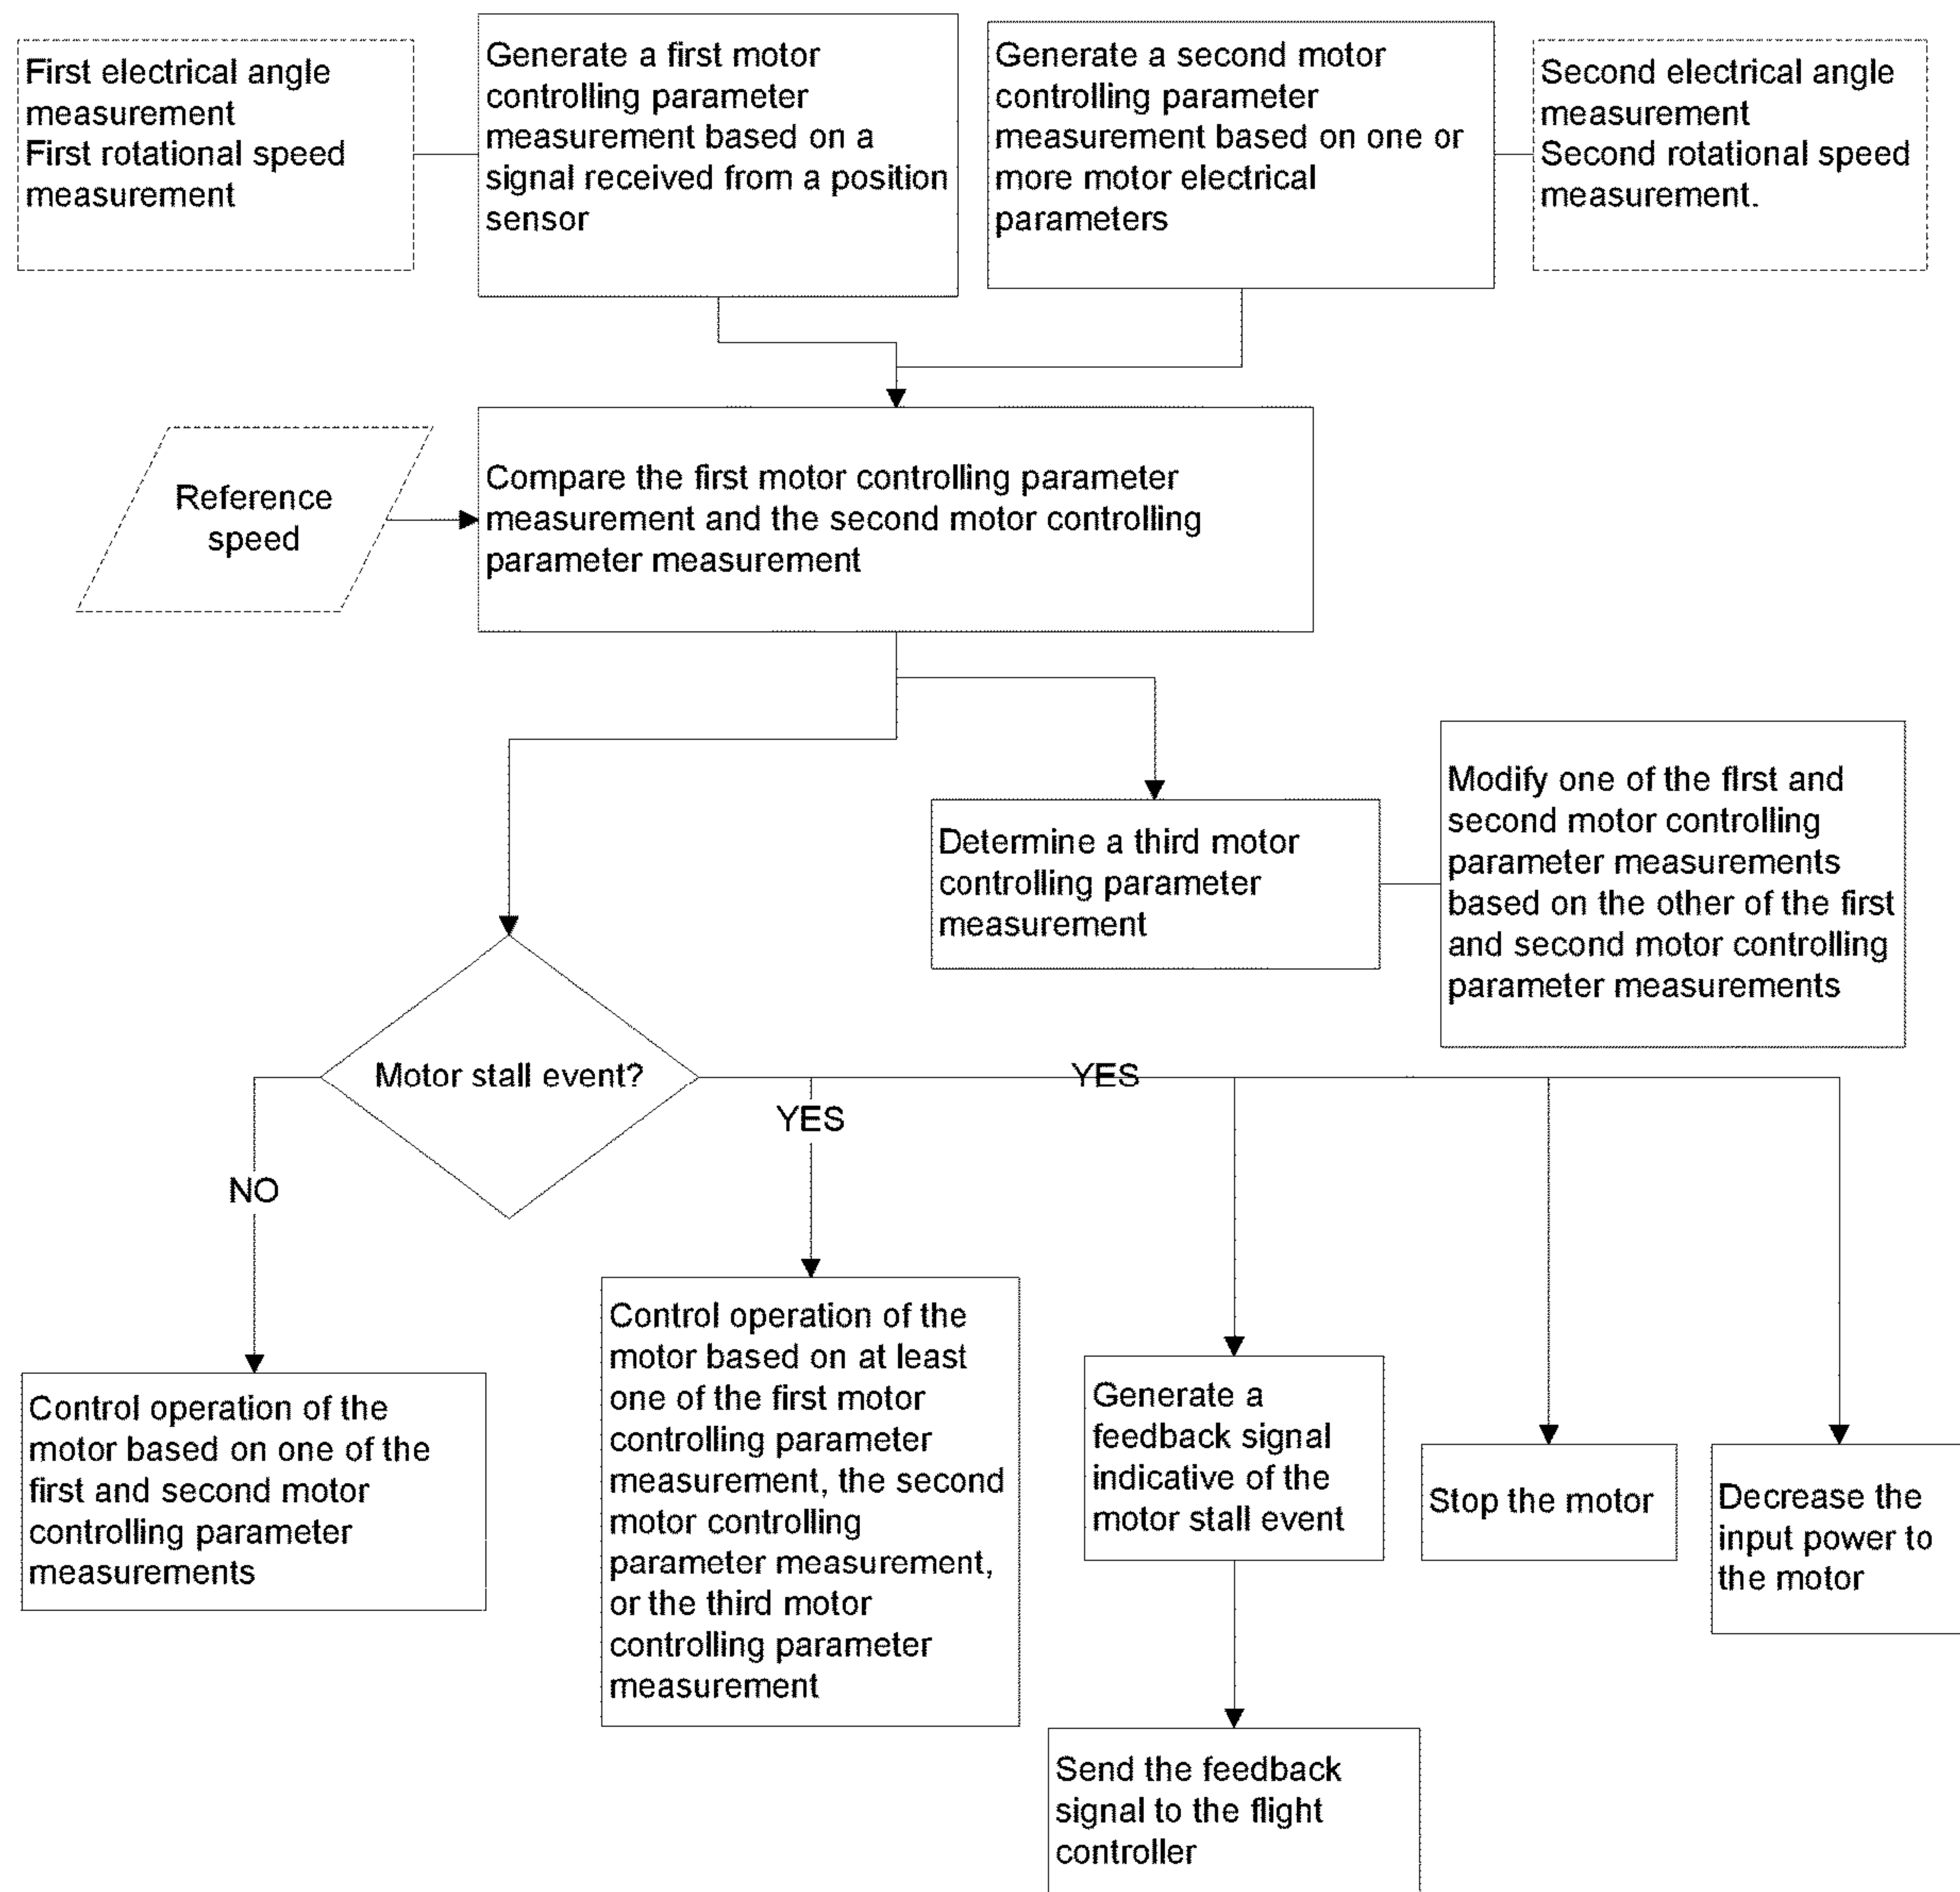 First electrical angle
measurement
First rotational speed
measurement
Generate a first motor
controlling parameter
measurement based on a
signal received from a position
sensor
Generate a second motor
controlling parameter
measurement based on one or
more motor electrical
parameters
Second electrical angle
measurement
Second rotational speed
measurement.
Reference
speed
Compare the first motor controlling parameter
measurement and the second motor controlling
parameter measurement
Determine a third motor
controlling parameter
measurement
Modify one of the first and
second motor controlling
parameter measurements
based on the other of the first
and second motor controlling
parameter measurements
Motor stall event?
YES
YES
NO
Control operation of the
motor based on one of the
first and second motor
controlling parameter
measurements
Control operation of the
motor based on at least
one of the first motor
controlling parameter
measurement, the second
motor controlling
parameter measurement,
or the third motor
controlling parameter
measurement
Generate a
feedback signal
indicative of the
motor stall event
Stop the motor
Decrease the
input power to
the motor
Send the feedback
signal to the flight
controller